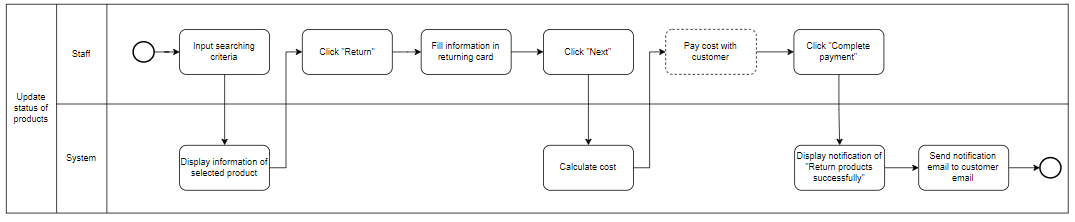 Update
status of
products
Staff
System
Input searching
criteria
Display information of
selected product
Click "Return"
Fill information in
returning card
Click "Next"
Calculate cost
Pay cost with
customer
Click "Complete
payment"
Display notification of
"Return products
successfully"
Send notification
email to customer
email